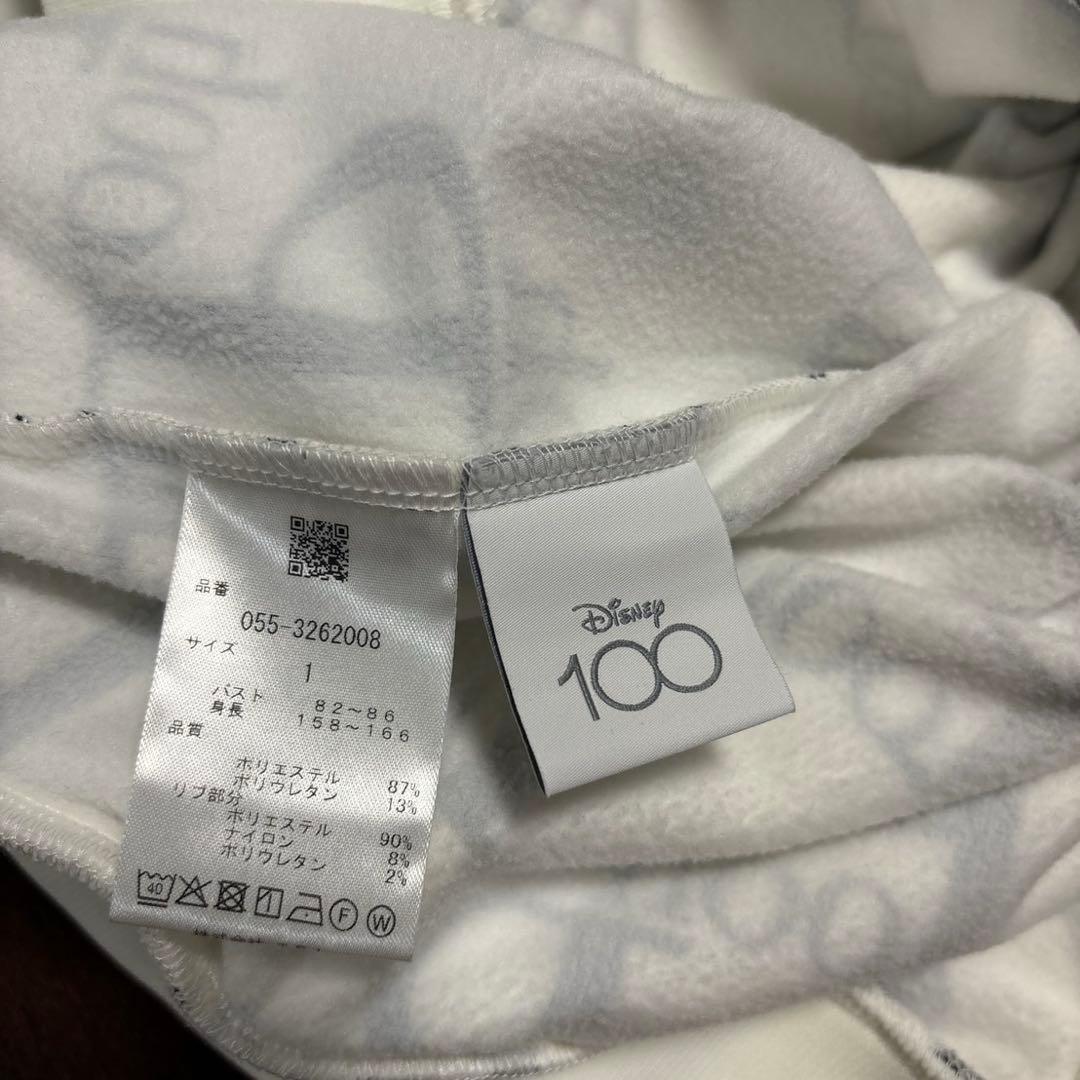 品番
055-3262008
サイズ
1
バスト 82～86
身長 158～166
品質
ポリエステル 87%
ポリウレタン 13%
リブ部分
ポリエステル 90%
ナイロン 8%
ポリウレタン 2%
40
F
W
Disney
100